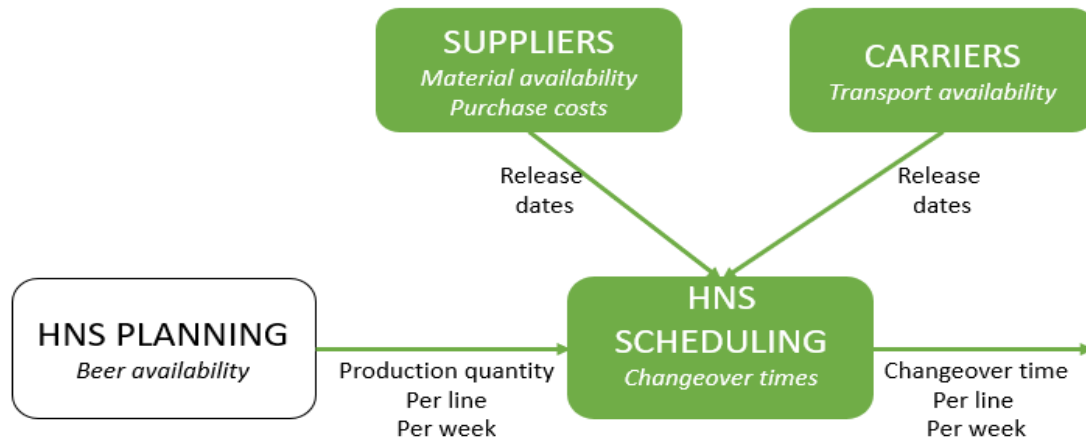 SUPPLIERS
Material availability
Purchase costs
CARRIERS
Transport availability
Release
dates
Release
dates
HNS PLANNING
Beer availability
Production quantity
Per line
Per week
HNS
SCHEDULING
Changeover times
Changeover time
Per line
Per week